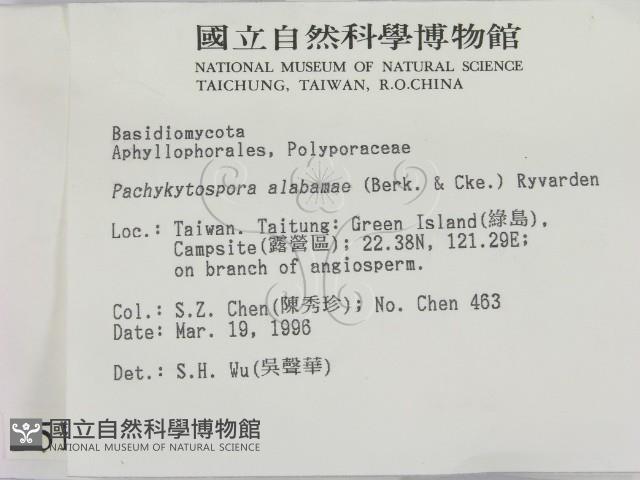 國立自然科學博物館
NATIONAL MUSEUM OF NATURAL SCIENCE
TAICHUNG, TAIWAN, R.O.CHINA
Basidiomycota
Aphyllophorales, Polyporaceae
Pachykytospora alabamae (Berk. & Cke.) Ryvarden
Loc.: Taiwan. Taitung: Green Island(綠島),
Campsite(露營區); 22.38N, 121.29E;
on branch of angiosperm.
Col.: S.Z. Chen(陳秀珍); No. Chen 463
Date: Mar. 19, 1996
Det.: S.H. Wu(吳聲華)
國立自然科學博物館
NATIONAL MUSEUM OF NATURAL SCIENCE